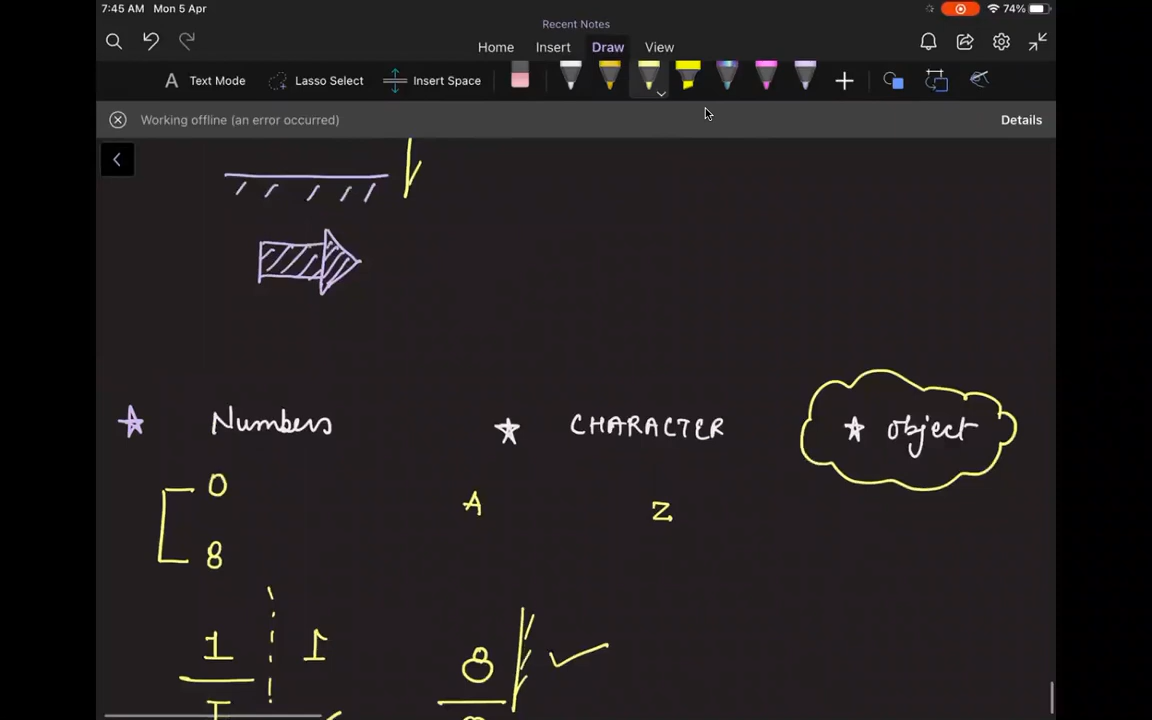 7:45 AM Mon 5 Apr 74%
Recent Notes
Home Insert Draw View
Text Mode Lasso Select Insert Space
Working offline (an error occurred) Details
Numbers CHARACTER object
0
A Z
8
1 1 8